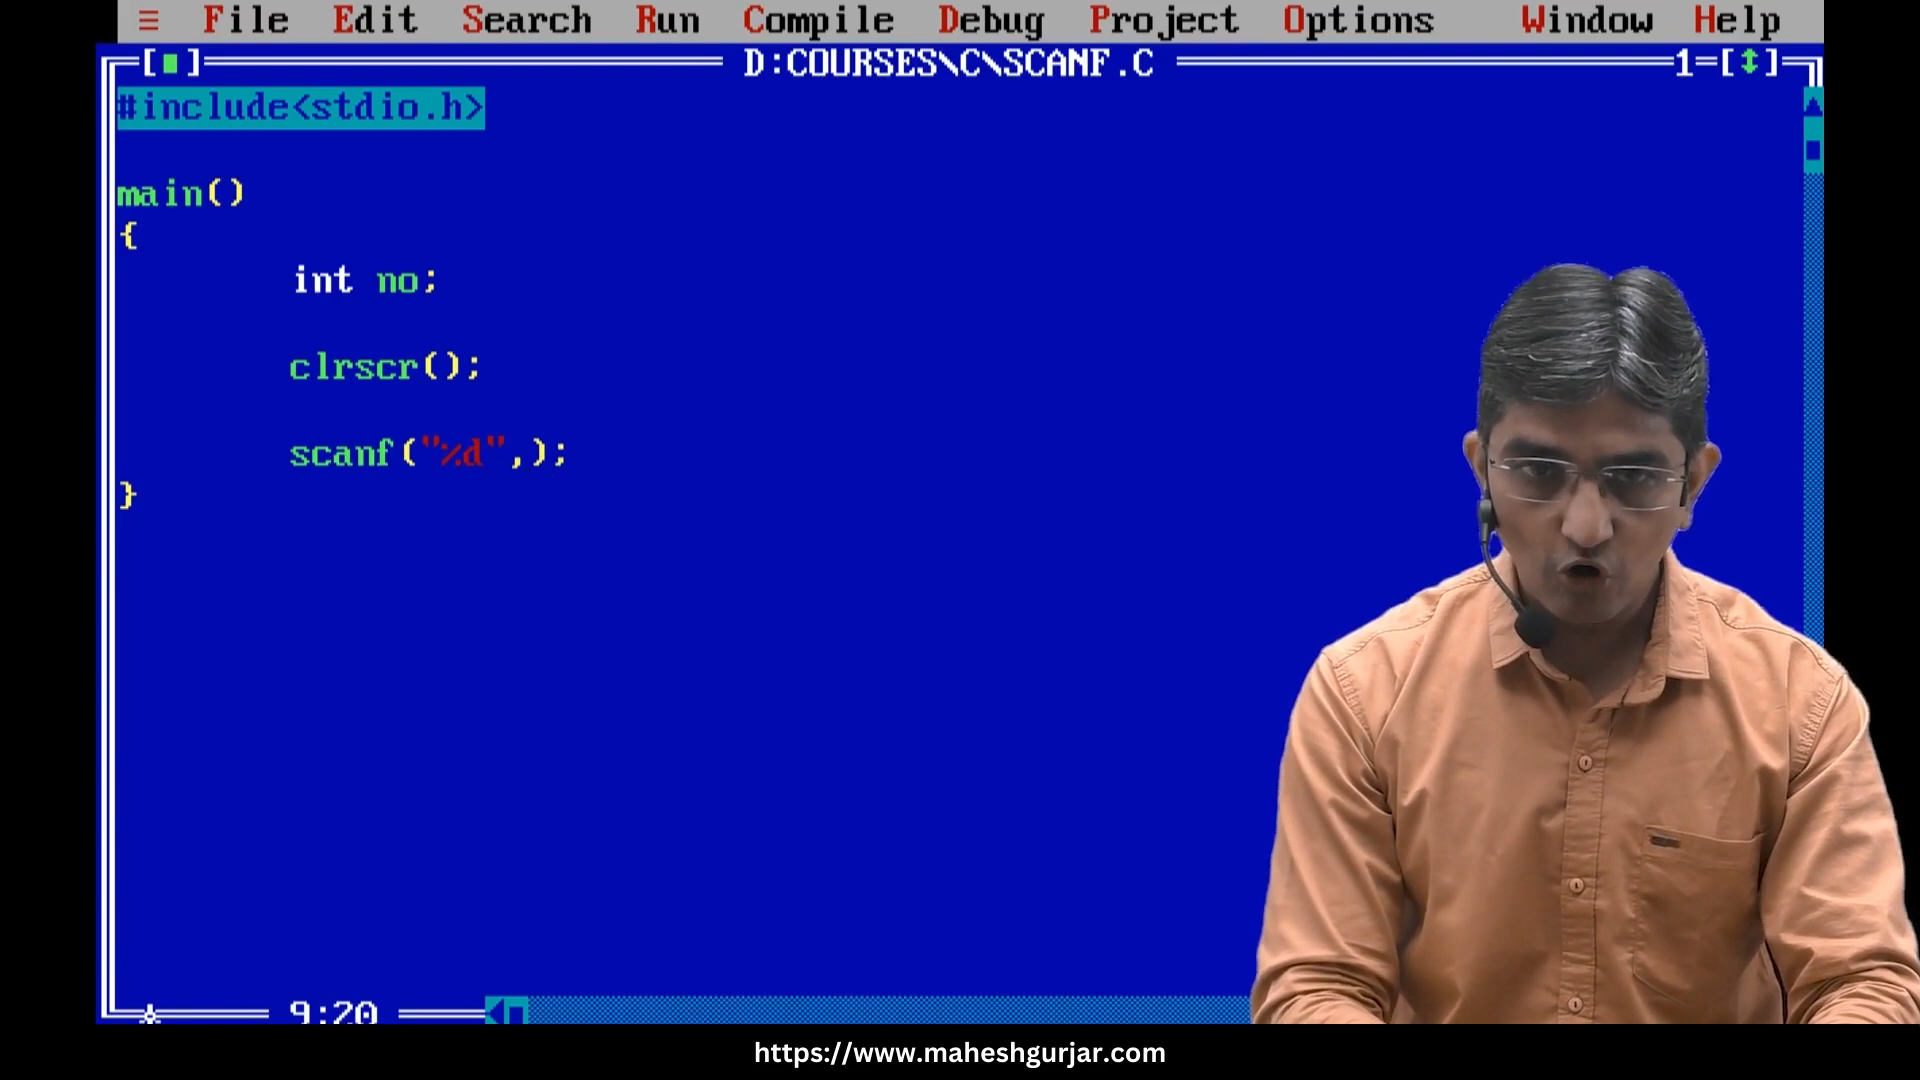 ≡ File Edit Search Run Compile Debug Project Options Window Help
[■] D:COURSES\C\SCANF.C 1=[↕]
#include<stdio.h>
main()
{
int no;
clrscr();
scanf("%d",);
}
9:20
https://www.maheshgurjar.com